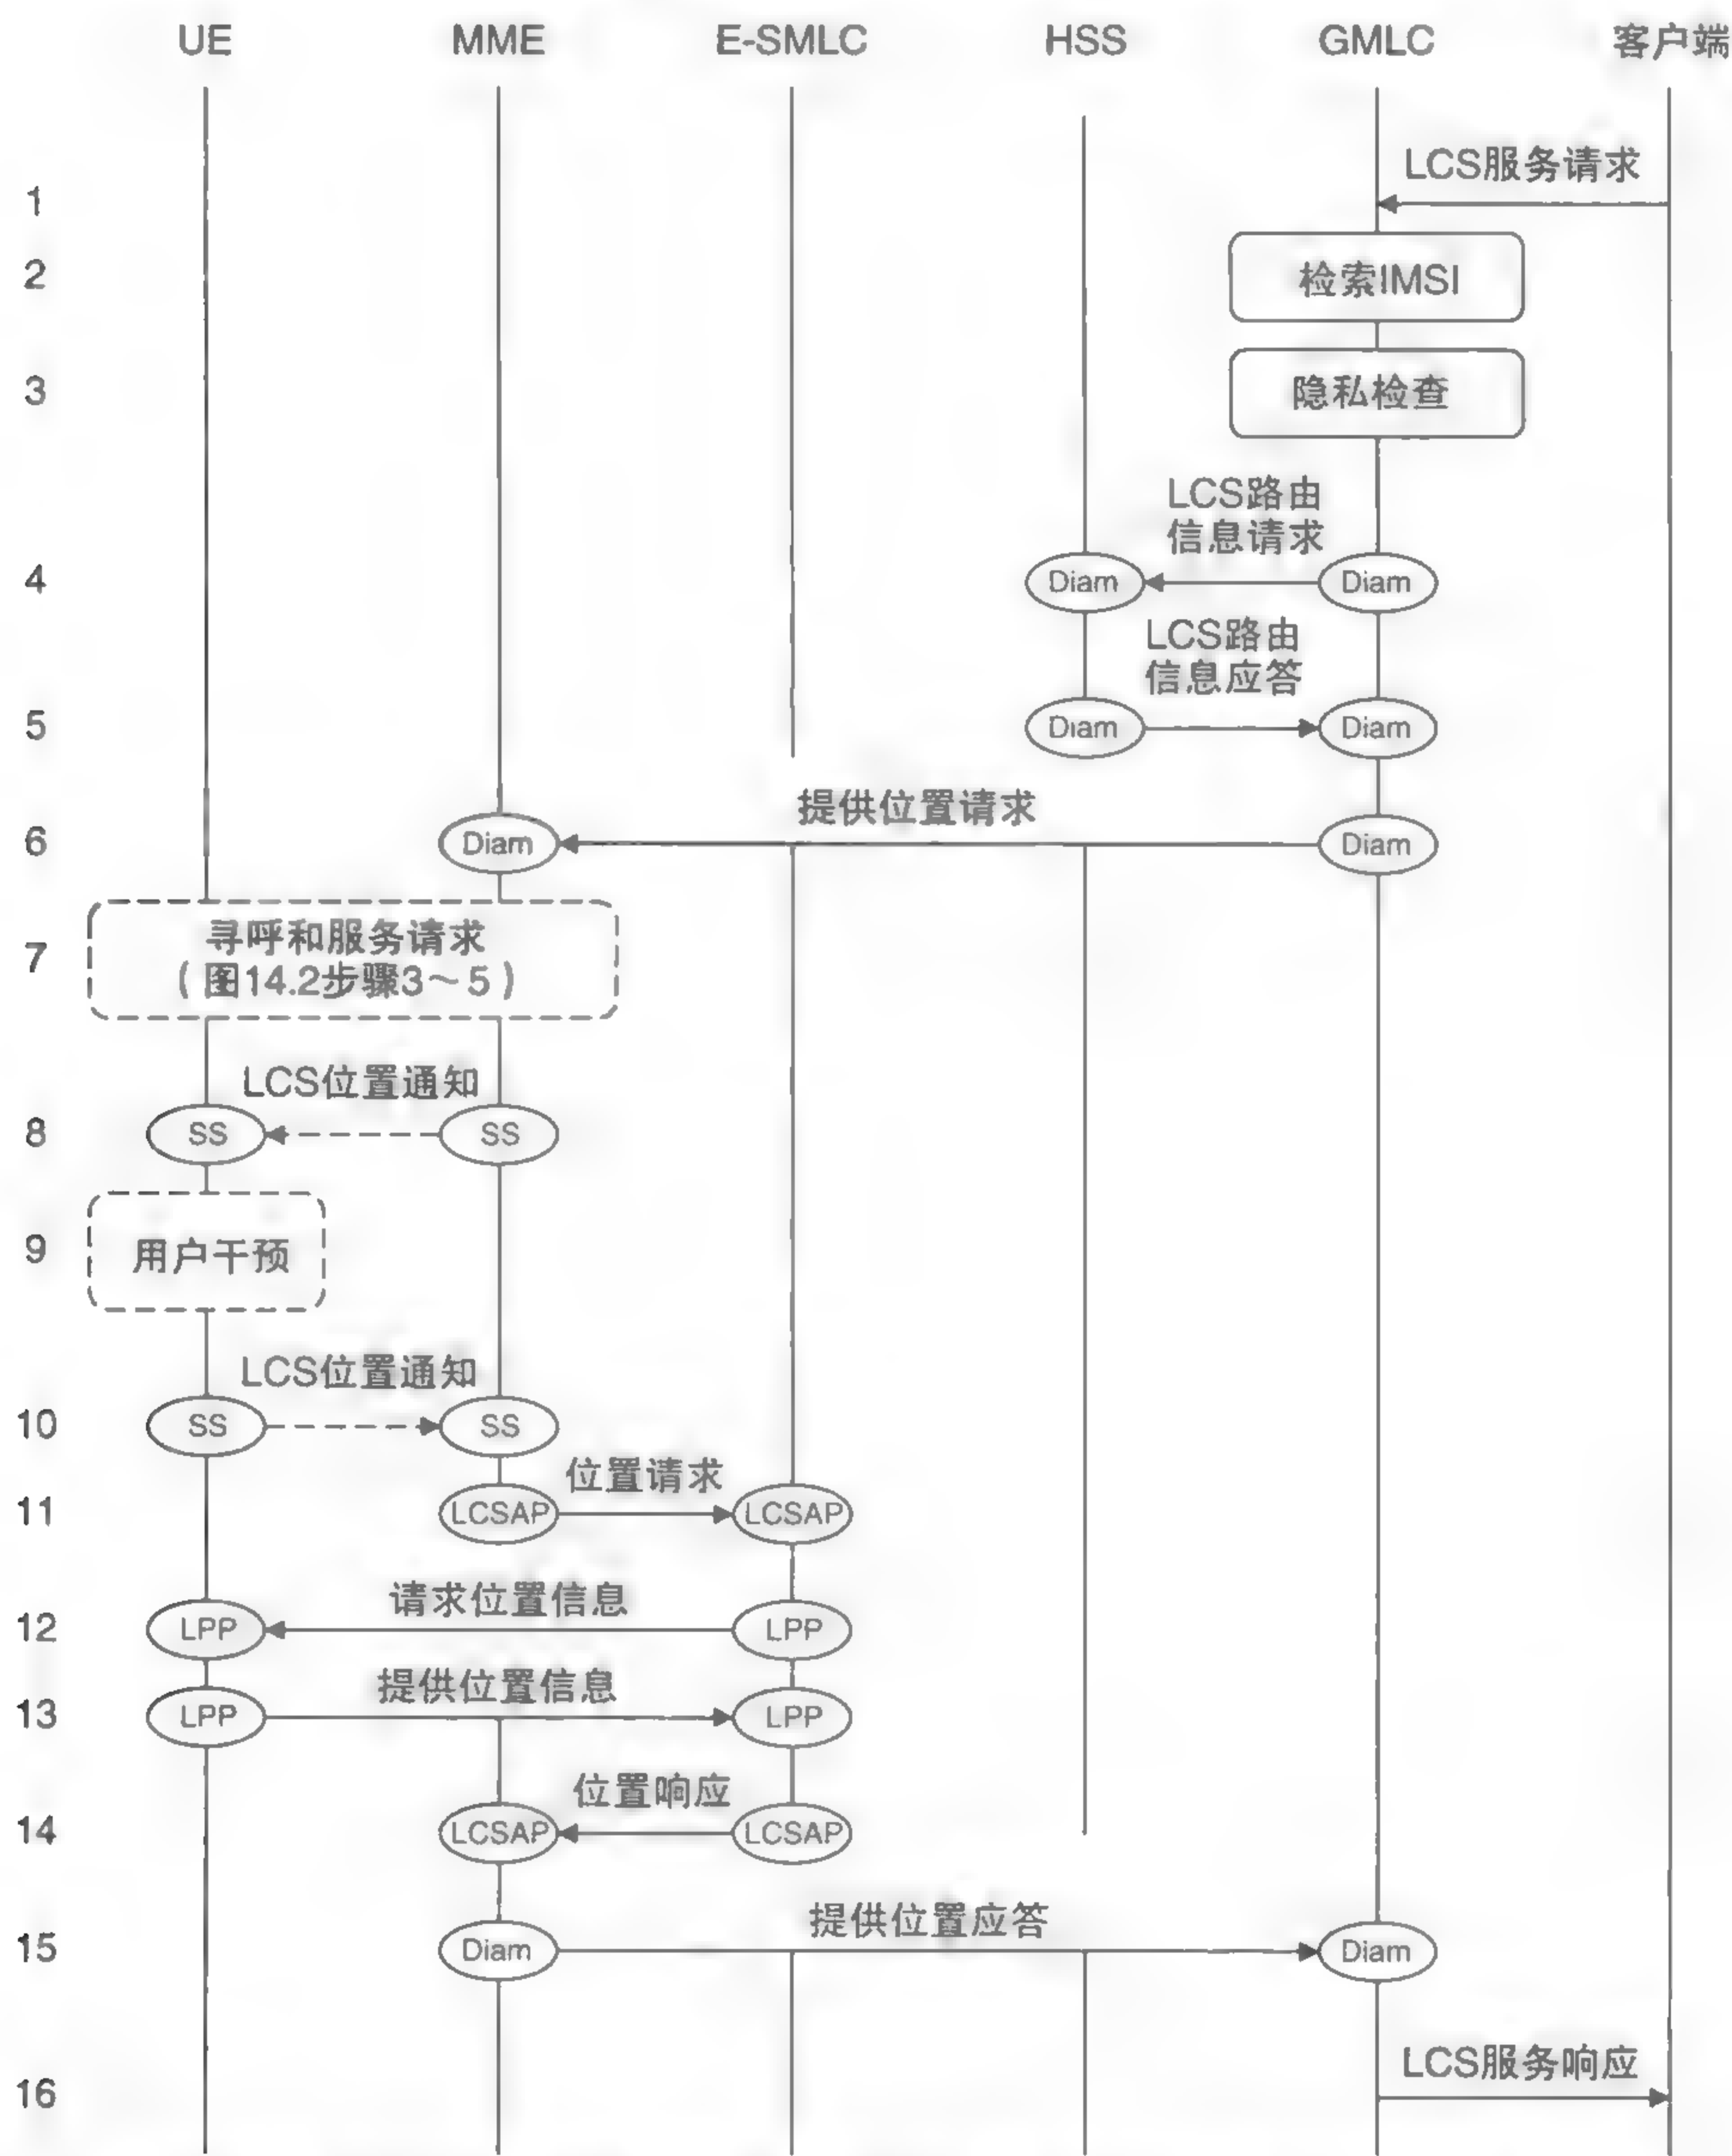 UE MME E-SMLC HSS GMLC 客户端
LCS服务请求
1
2 检索IMSI
3 隐私检查
LCS路由
信息请求
4 Diam Diam
LCS路由
信息应答
5 Diam Diam
提供位置请求
6 Diam Diam
寻呼和服务请求
7
(图14.2步骤3～5)
LCS位置通知
8 SS SS
9 用户干预
LCS位置通知
10 SS SS
位置请求
11 LCSAP LCSAP
请求位置信息
12 LPP LPP
提供位置信息
13 LPP LPP
位置响应
14 LCSAP LCSAP
提供位置应答
15 Diam Diam
LCS服务响应
16